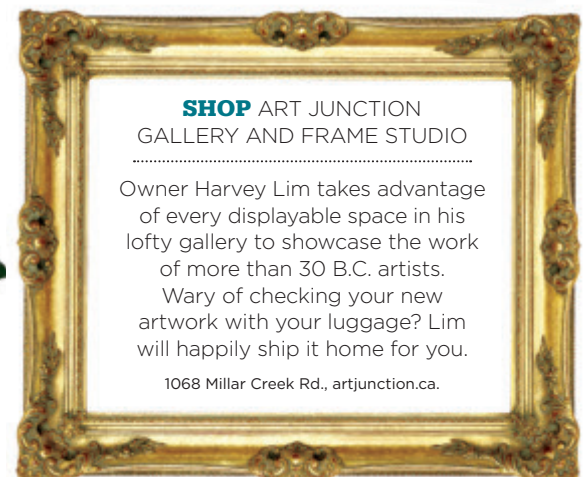 SHOP ART JUNCTION
GALLERY AND FRAME STUDIO
Owner Harvey Lim takes advantage
of every displayable space in his
lofty gallery to showcase the work
of more than 30 B.C. artists.
Wary of checking your new
artwork with your luggage? Lim
will happily ship it home for you.
1068 Millar Creek Rd., artjunction.ca.